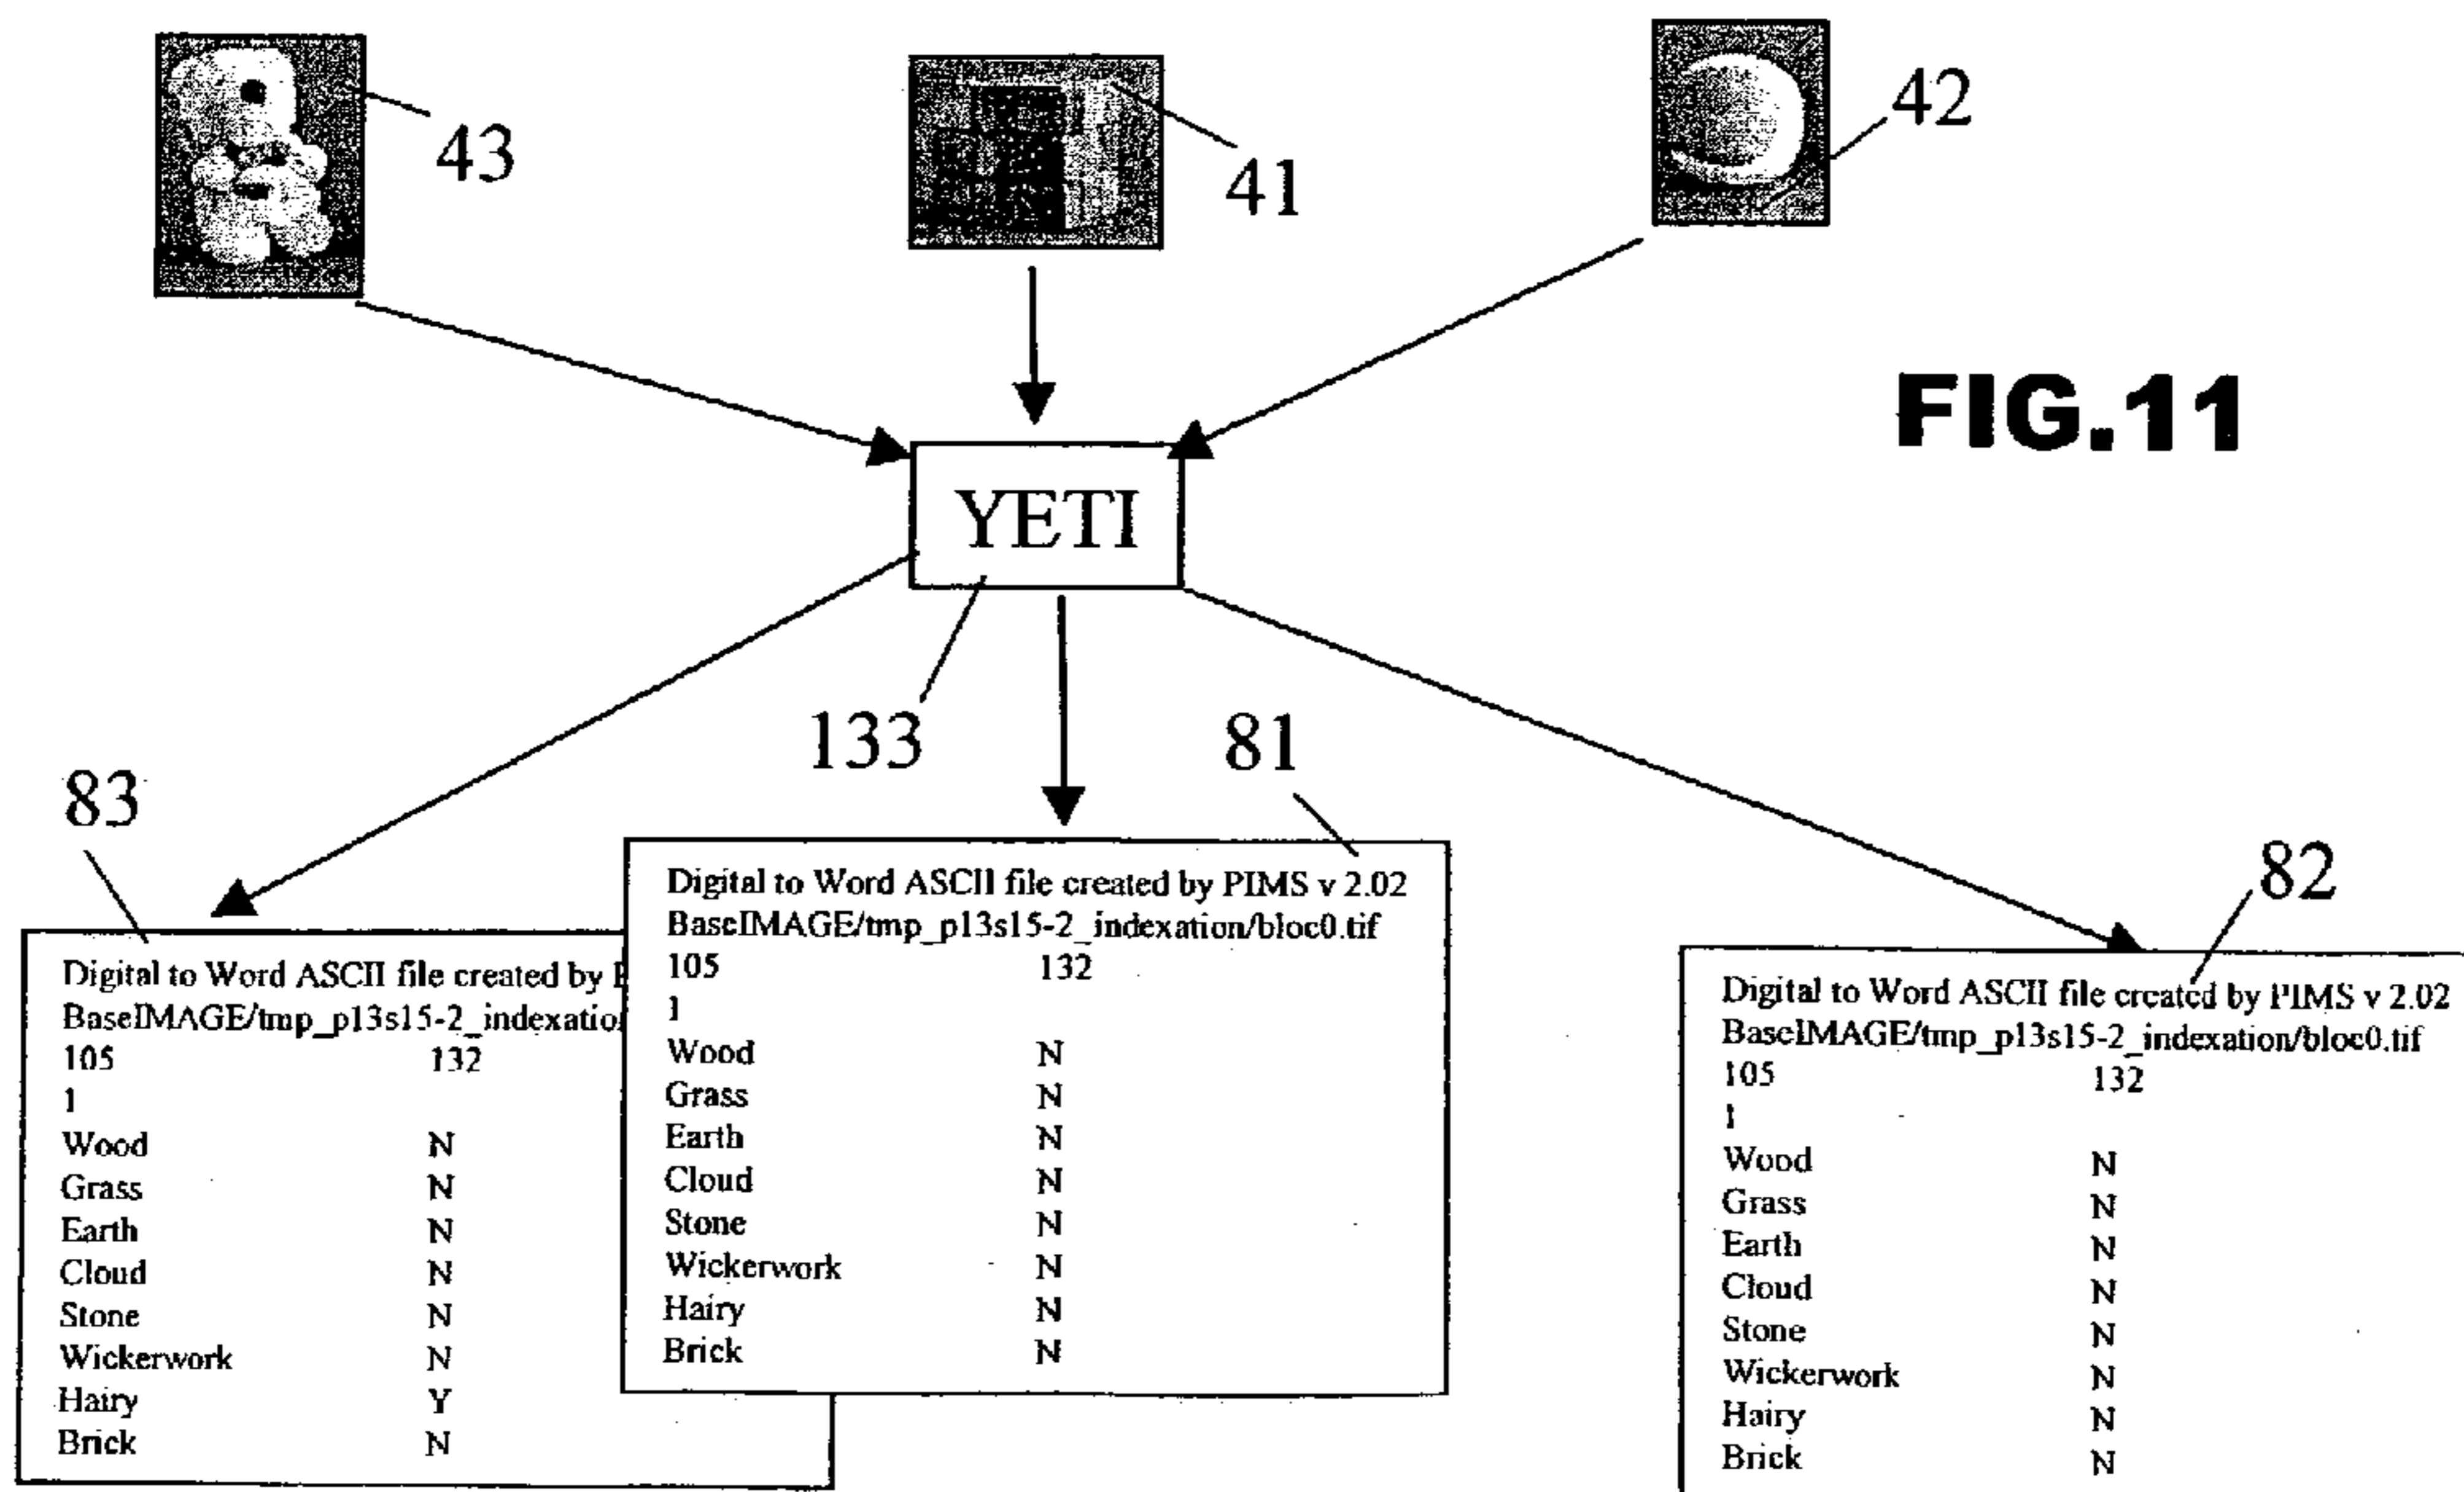 43
41
42
FIG.11
YETI
133
81
83
82
Digital to Word ASCII file created by PIMS v 2.02
BaseIMAGE/tmp_p13s15-2_indexation/bloc0.tif
105 132
1
Wood N
Grass N
Earth N
Cloud N
Stone N
Wickerwork N
Hairy N
Brick N
Digital to Word ASCII file created by
BaseIMAGE/tmp_p13s15-2_indexatio
105 132
1
Wood N
Grass N
Earth N
Cloud N
Stone N
Wickerwork N
Hairy Y
Brick N
Digital to Word ASCII file created by PIMS v 2.02
BaseIMAGE/tmp_p13s15-2_indexation/bloc0.tif
105 132
1
Wood N
Grass N
Earth N
Cloud N
Stone N
Wickerwork N
Hairy N
Brick N